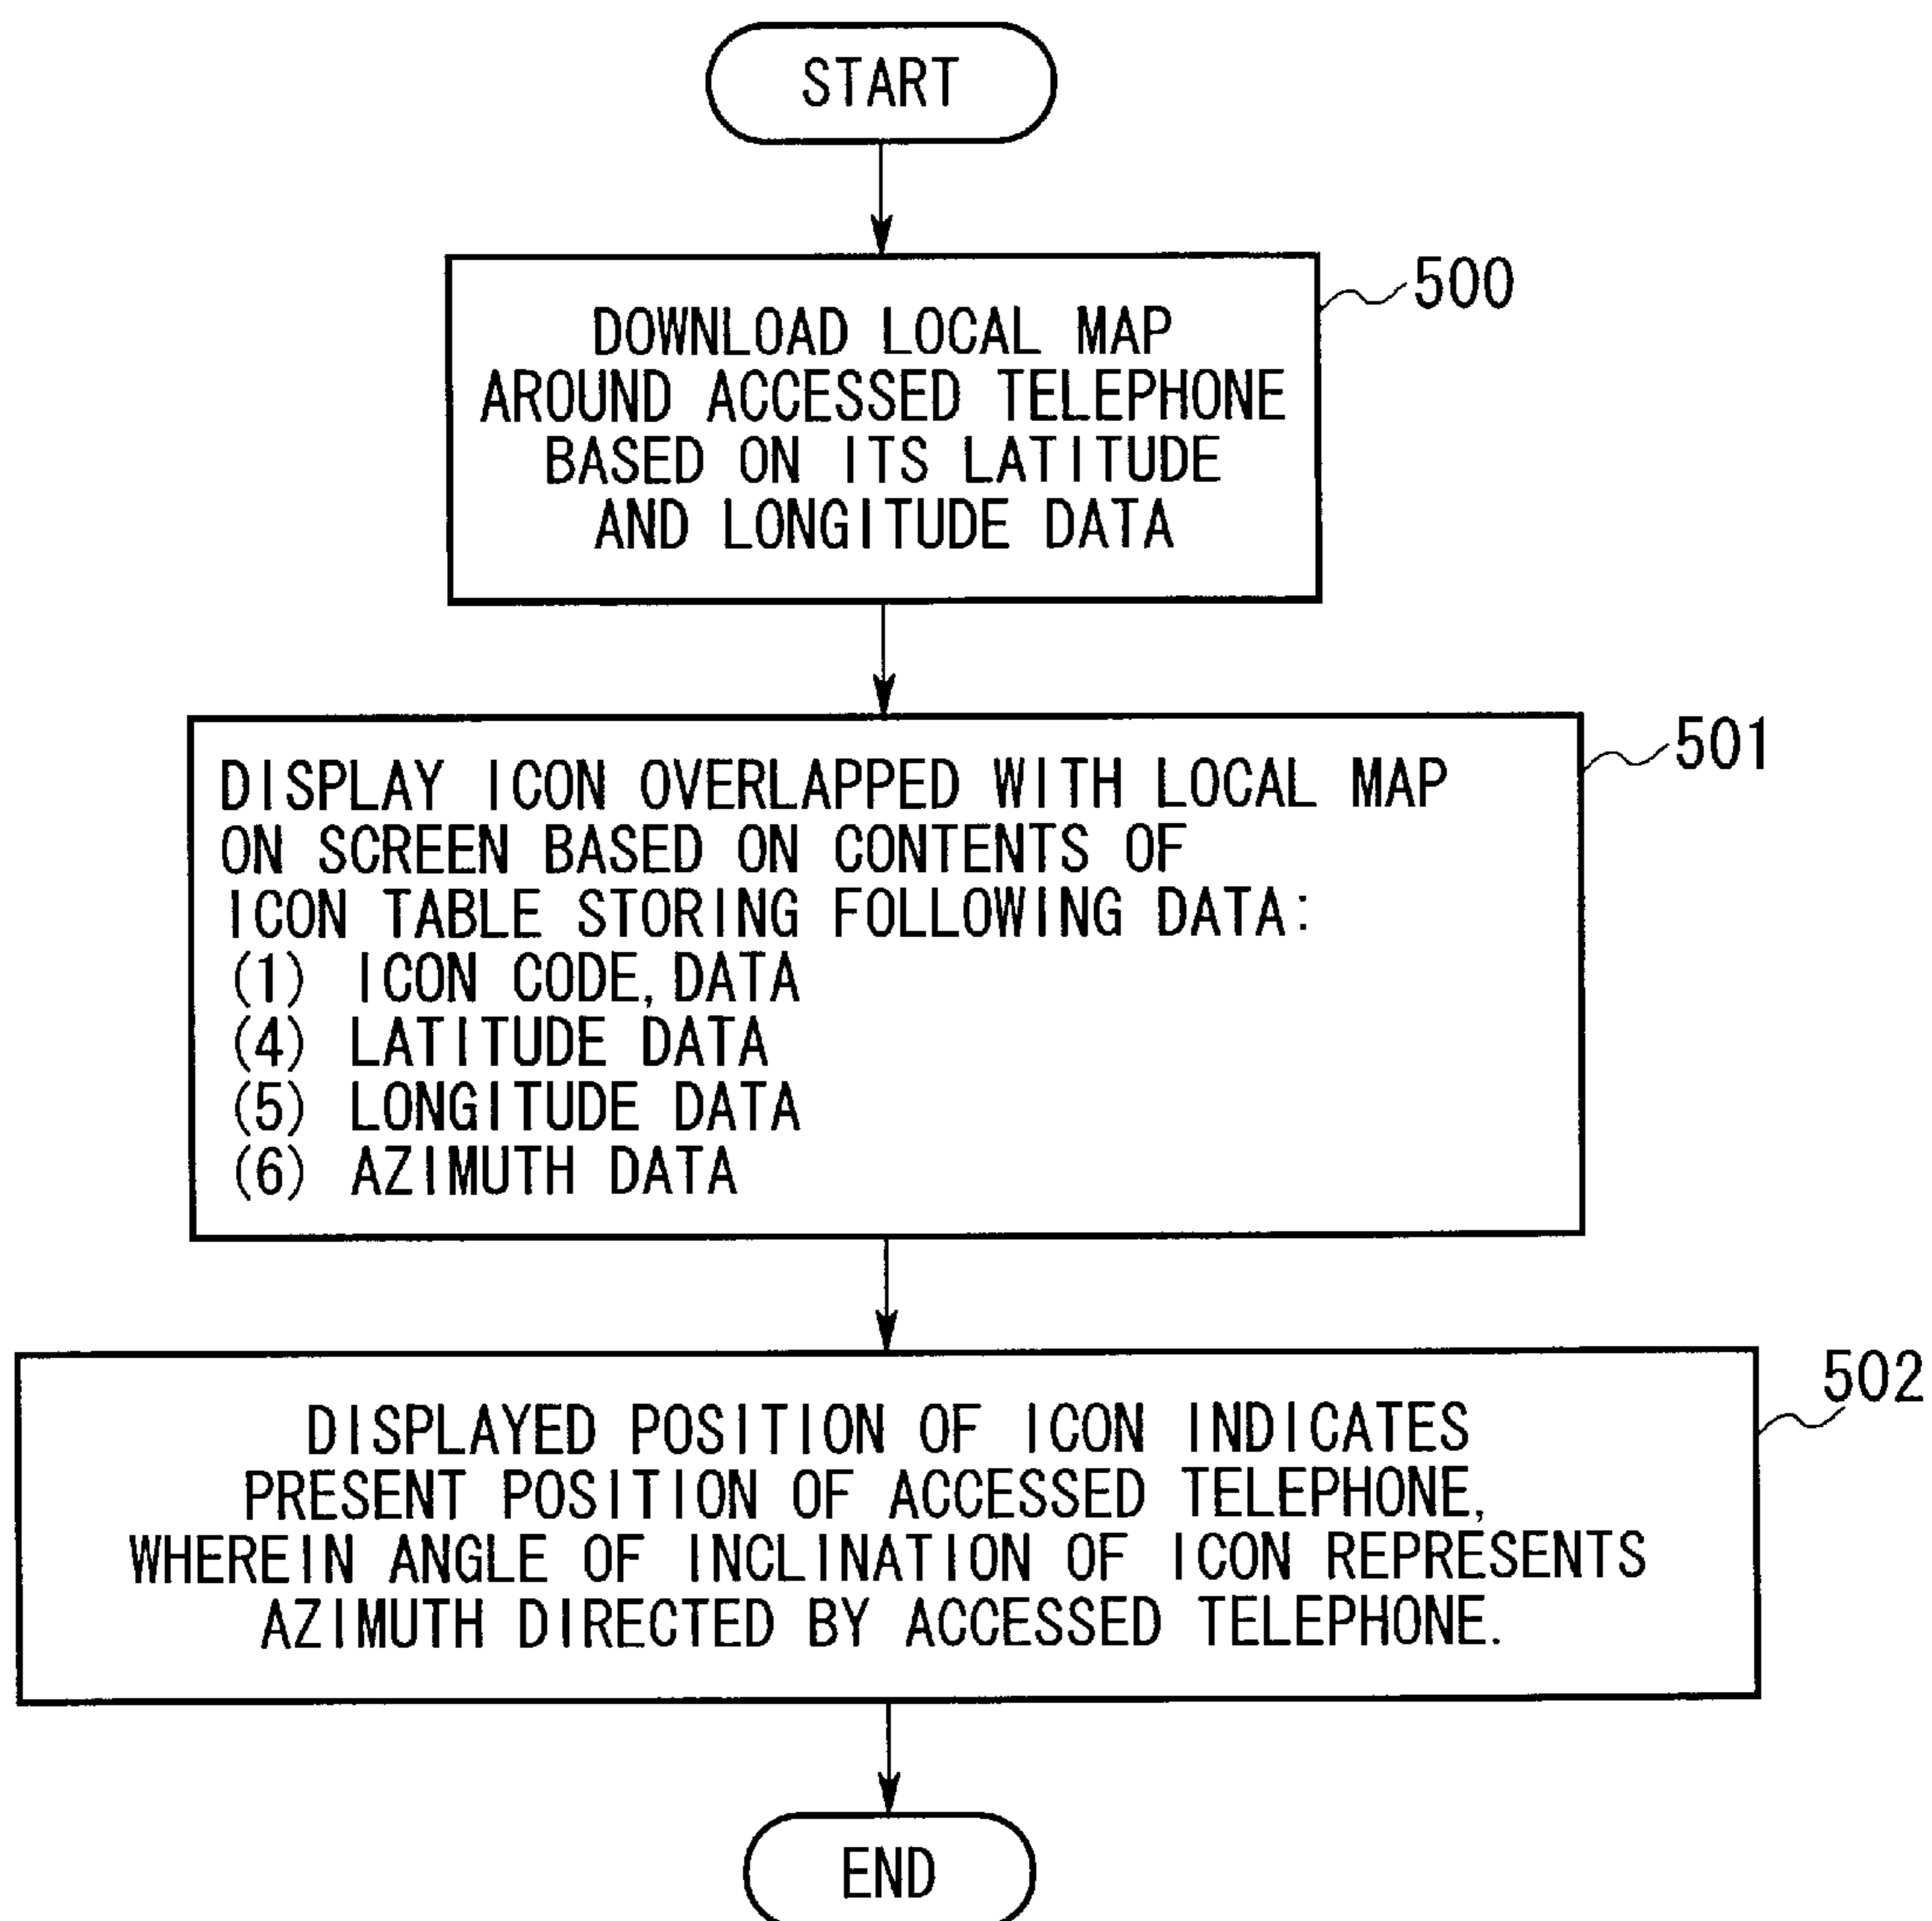 START
500
DOWNLOAD LOCAL MAP
AROUND ACCESSED TELEPHONE
BASED ON ITS LATITUDE
AND LONGITUDE DATA
501
DISPLAY ICON OVERLAPPED WITH LOCAL MAP
ON SCREEN BASED ON CONTENTS OF
ICON TABLE STORING FOLLOWING DATA:
(1) ICON CODE, DATA
(4) LATITUDE DATA
(5) LONGITUDE DATA
(6) AZIMUTH DATA
502
DISPLAYED POSITION OF ICON INDICATES
PRESENT POSITION OF ACCESSED TELEPHONE,
WHEREIN ANGLE OF INCLINATION OF ICON REPRESENTS
AZIMUTH DIRECTED BY ACCESSED TELEPHONE.
END